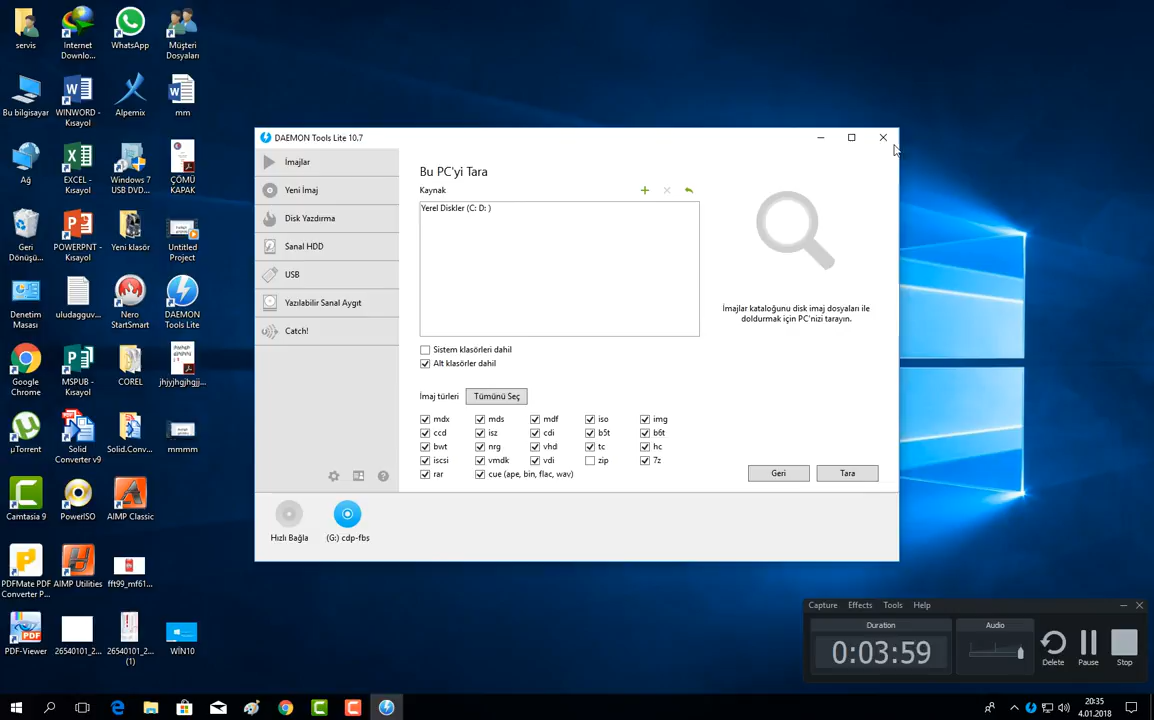 servis
Internet
Downlo...
WhatsApp
Müşteri
Dosyaları
Bu bilgisayar
WINWORD -
Kısayol
Alpemix
mm
Ağ
EXCEL -
Kısayol
Windows 7
USB DVD...
ÇÖMÜ
KAPAK
Geri
Dönüşü...
POWERPNT -
Kısayol
Yeni klasör
Untitled
Project
Denetim
Masası
uludagguv...
Nero
StartSmart
DAEMON
Tools Lite
Google
Chrome
MSPUB -
Kısayol
COREL
jhjyjhgjhgjj...
µTorrent
Solid
Converter v9
Solid.Conv...
mmmm
Camtasia 9
PowerISO
AIMP Classic
PDFMate PDF
Converter P...
AIMP Utilities
fft99_mf61...
PDF-Viewer
26540101_2...
26540101_2...
(1)
WİN10
DAEMON Tools Lite 10.7
İmajlar
Yeni İmaj
Disk Yazdırma
Sanal HDD
USB
Yazılabilir Sanal Aygıt
Catch!
Bu PC'yi Tara
Kaynak
Yerel Diskler (C: D: )
Sistem klasörleri dahil
Alt klasörler dahil
İmaj türleri
Tümünü Seç
mdx mds mdf iso img
ccd isz cdi b5t b6t
bwt nrg vhd tc hc
iscsi vmdk vdi zip 7z
rar cue (ape, bin, flac, wav)
İmajlar kataloğunu disk imaj dosyaları ile
doldurmak için PC'nizi tarayın.
Geri
Tara
Hızlı Bağla
(G:) cdp-fbs
Capture Effects Tools Help
Duration
0:03:59
Audio
Delete
Pause
Stop
20:35
4.01.2018